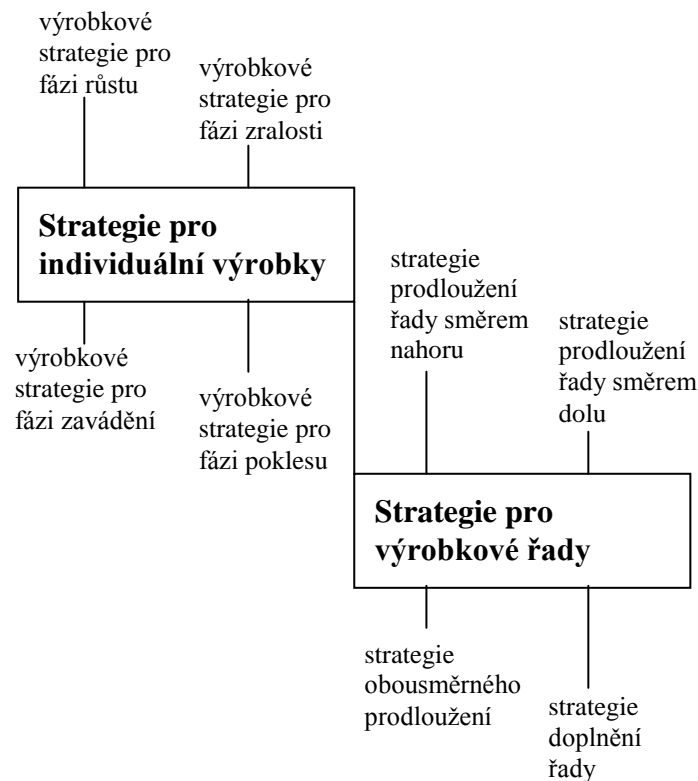 výrobkové
strategie pro
fázi růstu
výrobkové
strategie pro
fázi zralosti
Strategie pro
individuální výrobky
výrobkové
strategie pro
fázi zavádění
výrobkové
strategie pro
fázi poklesu
strategie
prodloužení
řady směrem
nahoru
strategie
prodloužení
řady směrem
dolu
Strategie pro
výrobkové řady
strategie
obousměrného
prodloužení
strategie
doplnění
řady